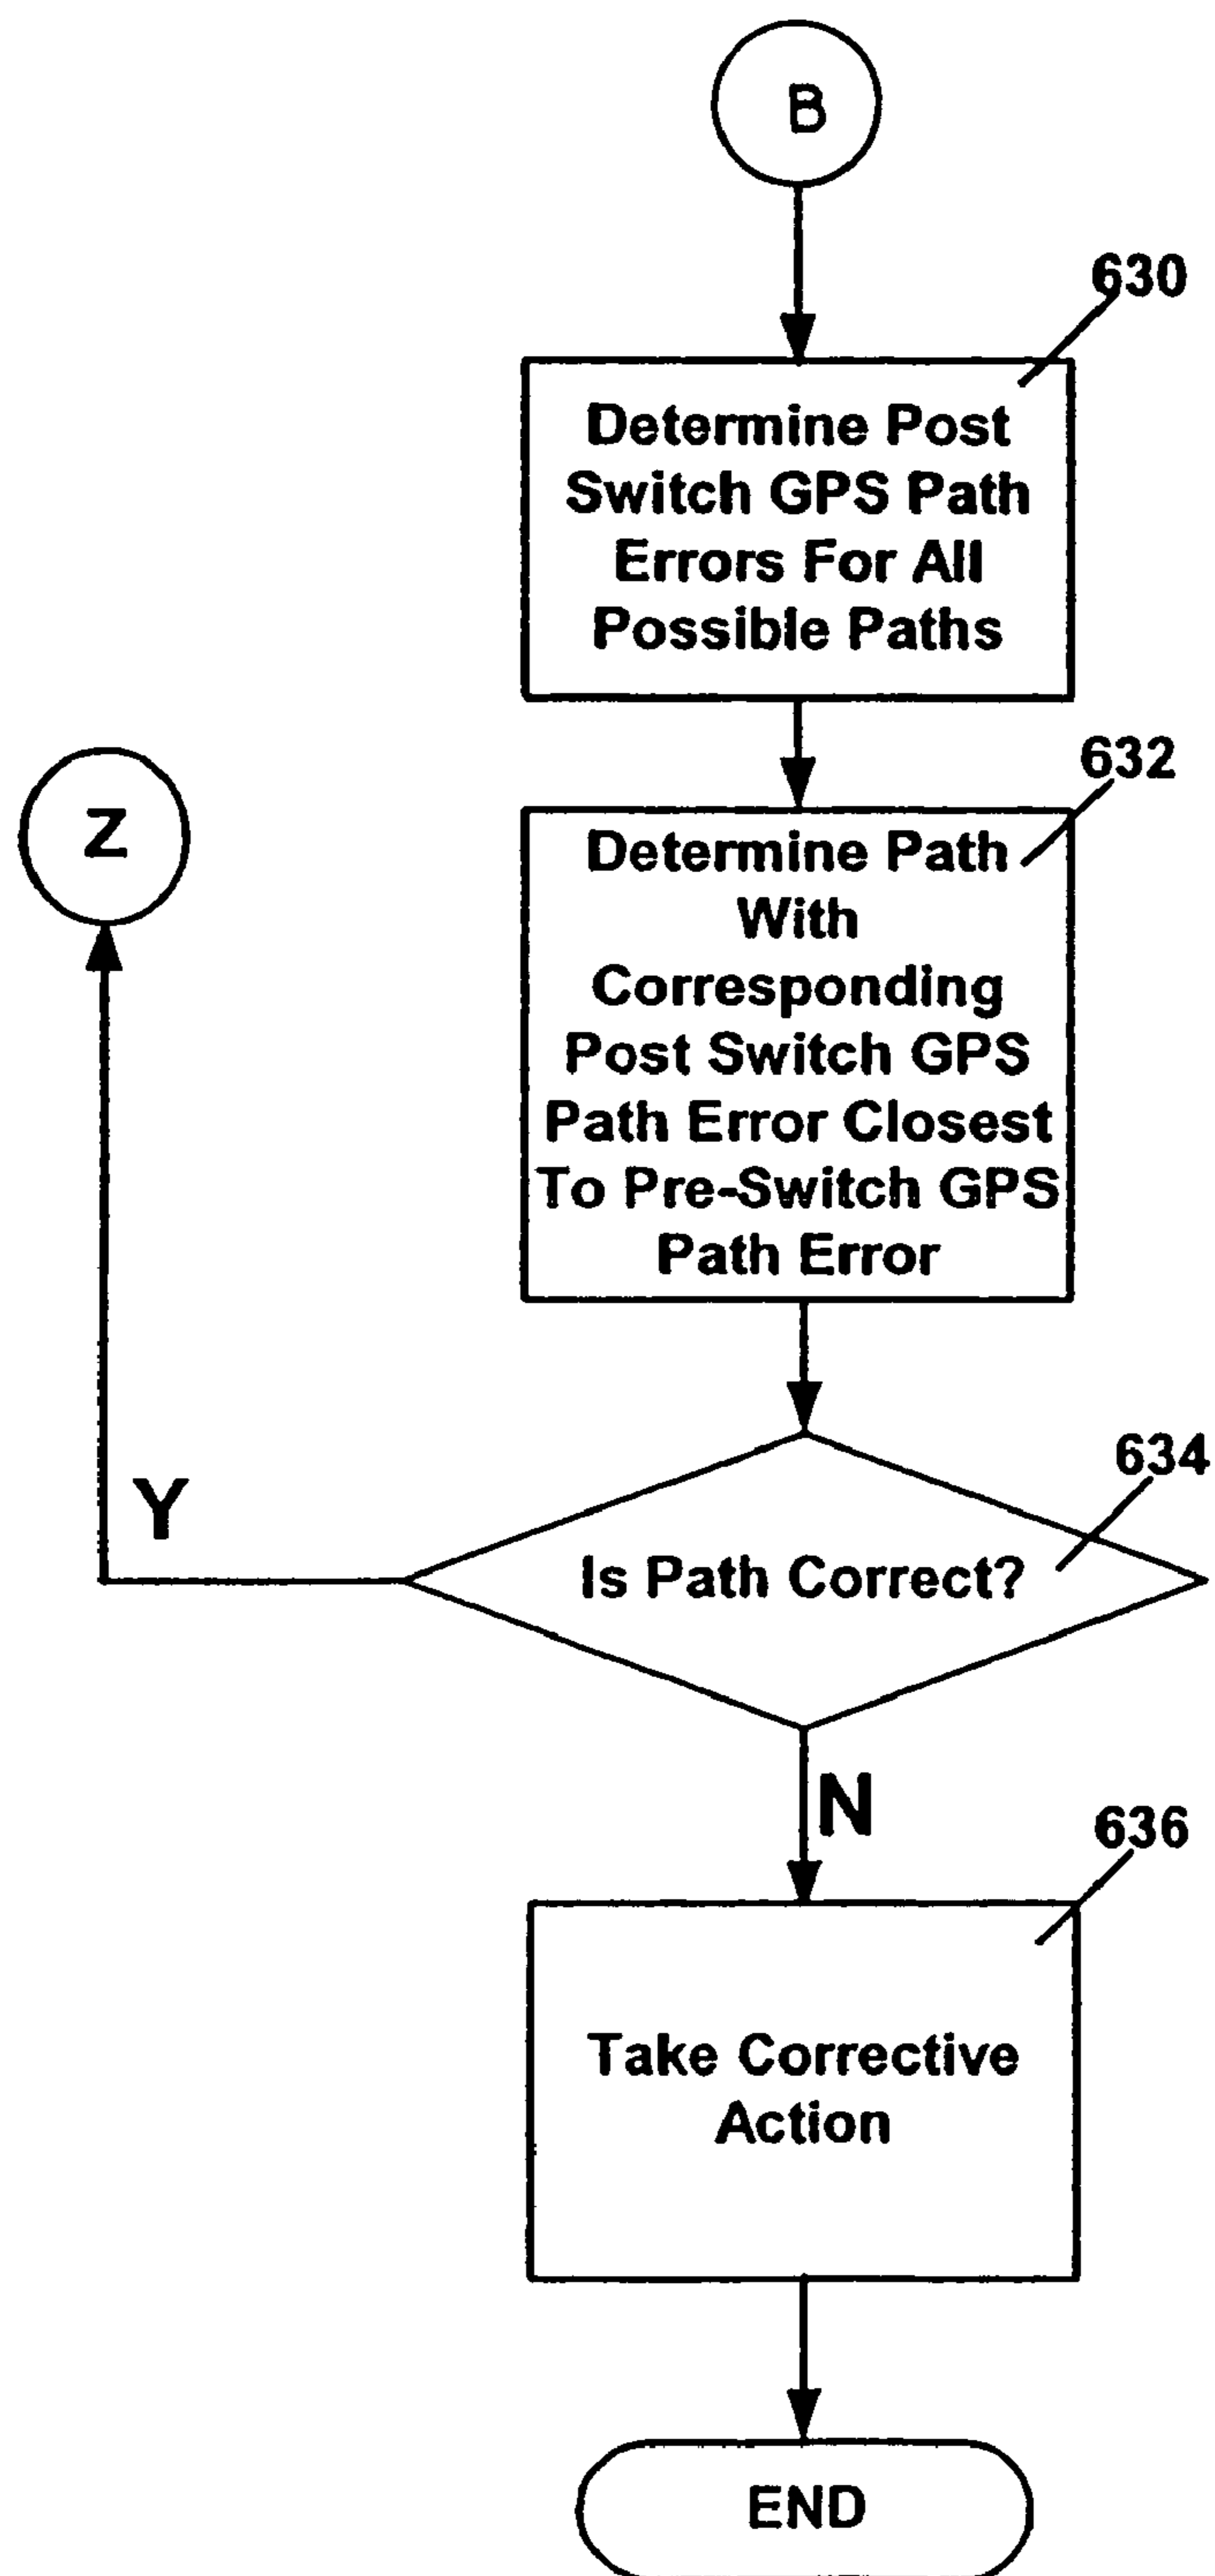 B
630
Determine Post
Switch GPS Path
Errors For All
Possible Paths
632
Z
Determine Path
With
Corresponding
Post Switch GPS
Path Error Closest
To Pre-Switch GPS
Path Error
634
Y
Is Path Correct?
N
636
Take Corrective
Action
END